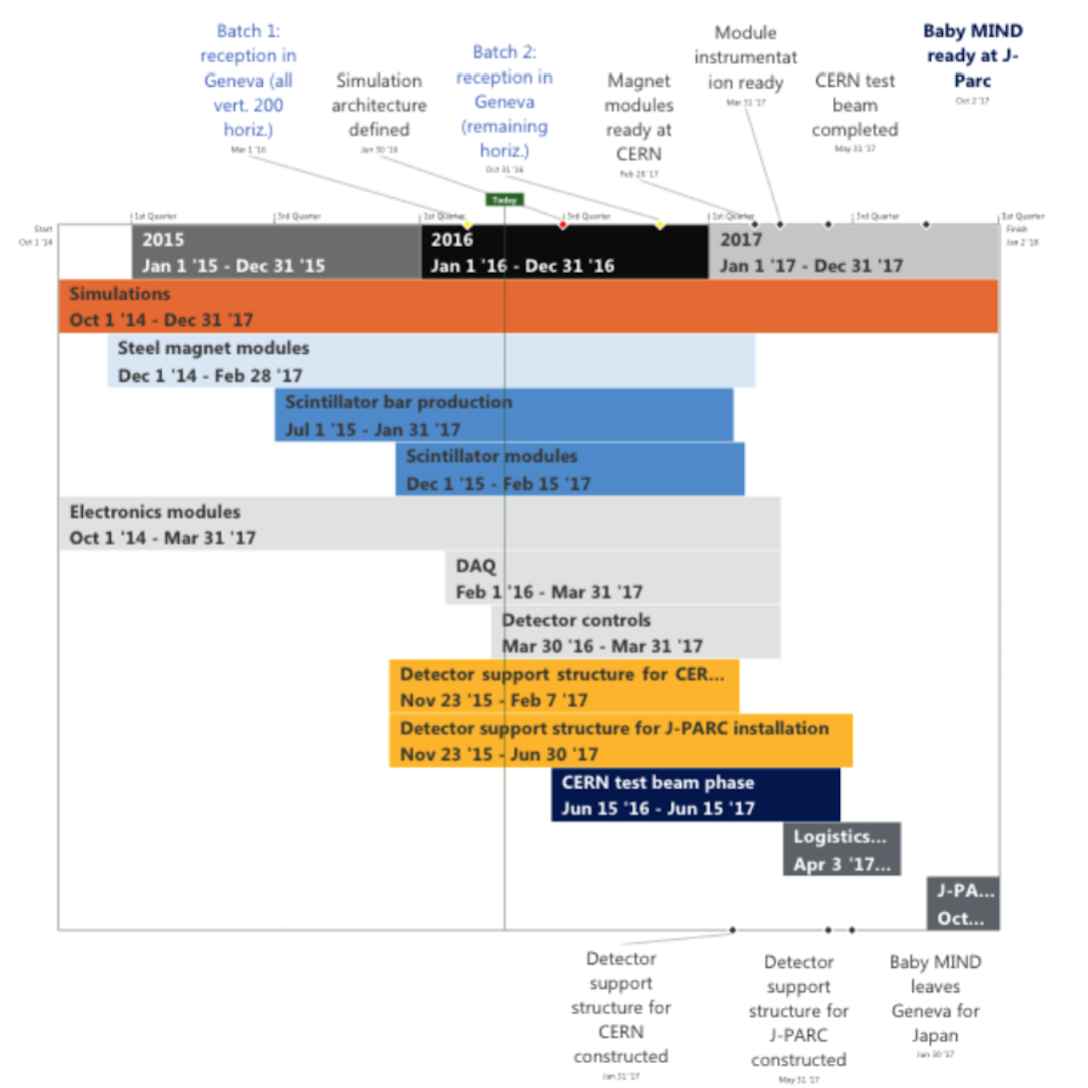 Batch 1:
reception in
Geneva (all
vert. 200
horiz.)
Mar 1 '16
Simulation
architecture
defined
Jun 30 '16
Batch 2:
reception in
Geneva
(remaining
horiz.)
Oct 31 '16
Magnet
modules
ready at
CERN
Feb 28 '17
Module
instrumentat
ion ready
Mar 31 '17
CERN test
beam
completed
May 31 '17
Baby MIND
ready at J-
Parc
Oct 2 '17
Today
1st Quarter
3rd Quarter
1st Quarter
3rd Quarter
1st Quarter
3rd Quarter
1st Quarter
Start
Oct 1 '14
Finish
Jan 2 '18
2015
Jan 1 '15 - Dec 31 '15
2016
Jan 1 '16 - Dec 31 '16
2017
Jan 1 '17 - Dec 31 '17
Simulations
Oct 1 '14 - Dec 31 '17
Steel magnet modules
Dec 1 '14 - Feb 28 '17
Scintillator bar production
Jul 1 '15 - Jan 31 '17
Scintillator modules
Dec 1 '15 - Feb 15 '17
Electronics modules
Oct 1 '14 - Mar 31 '17
DAQ
Feb 1 '16 - Mar 31 '17
Detector controls
Mar 30 '16 - Mar 31 '17
Detector support structure for CER...
Nov 23 '15 - Feb 7 '17
Detector support structure for J-PARC installation
Nov 23 '15 - Jun 30 '17
CERN test beam phase
Jun 15 '16 - Jun 15 '17
Logistics...
Apr 3 '17...
J-PA...
Oct...
Detector
support
structure for
CERN
constructed
Jan 31 '17
Detector
support
structure for
J-PARC
constructed
May 31 '17
Baby MIND
leaves
Geneva for
Japan
Jun 30 '17